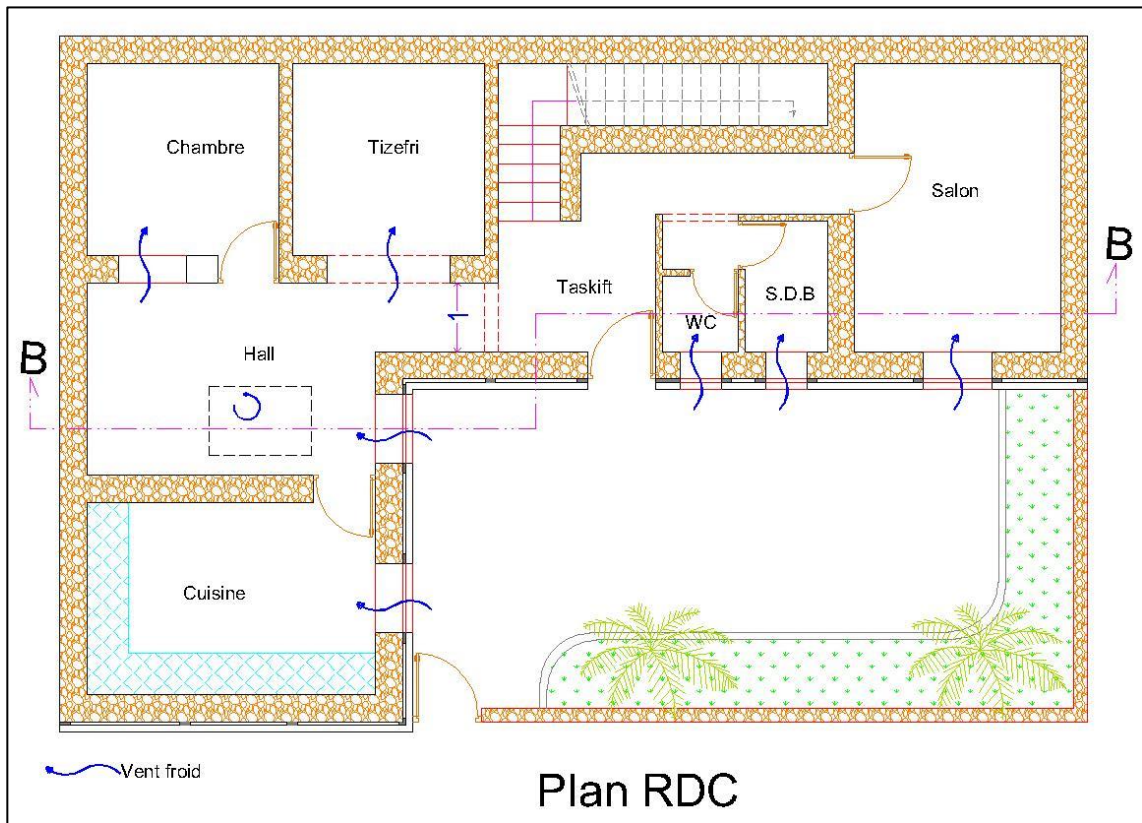 Chambre
Tizefri
Salon
B
Taskift
S.D.B
1
WC
Hall
B
Cuisine
Vent froid
Plan RDC